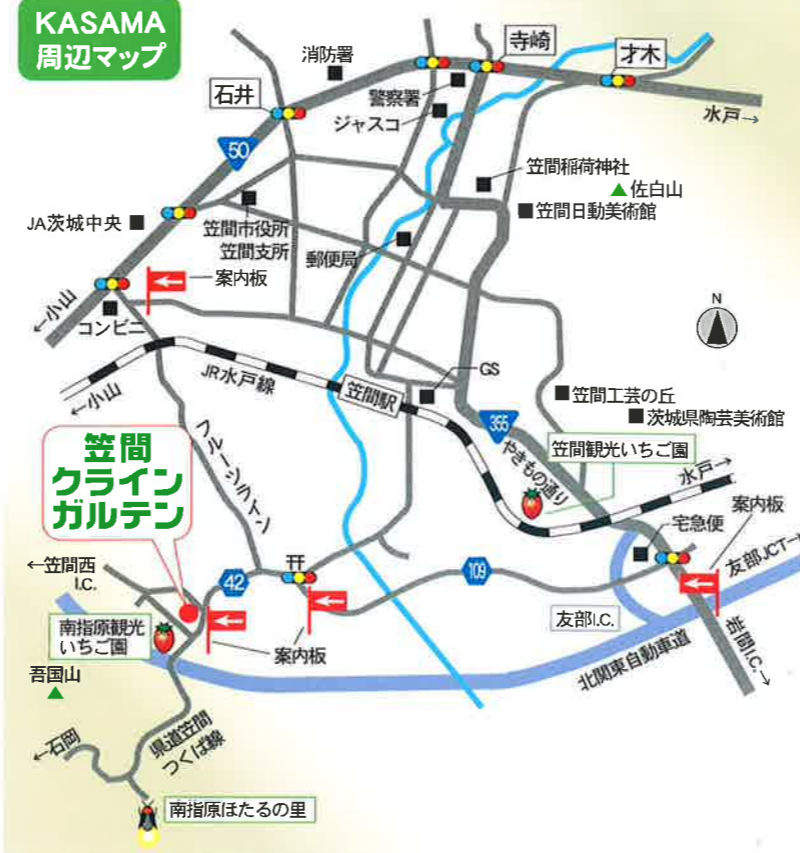 KASAMA
周辺マップ
消防署
寺崎
才木
石井
警察署
ジャスコ
水戸→
50
笠間稲荷神社
佐白山
笠間日動美術館
JA茨城中央
笠間市役所
笠間支所
郵便局
案内板
←小山
コンビニ
N
JR水戸線
←小山
笠間駅
GS
笠間工芸の丘
茨城県陶芸美術館
355
やきもの通り
笠間観光いちご園
笠間
クライン
ガルテン
フルーツライン
水戸→
案内板
宅急便
←笠間西
I.C.
42
109
友部JCT→
友部I.C.
南指原観光
いちご園
案内板
岩間I.C.→
北関東自動車道
吾国山
←石岡
県道笠間
つくば線
南指原ほたるの里